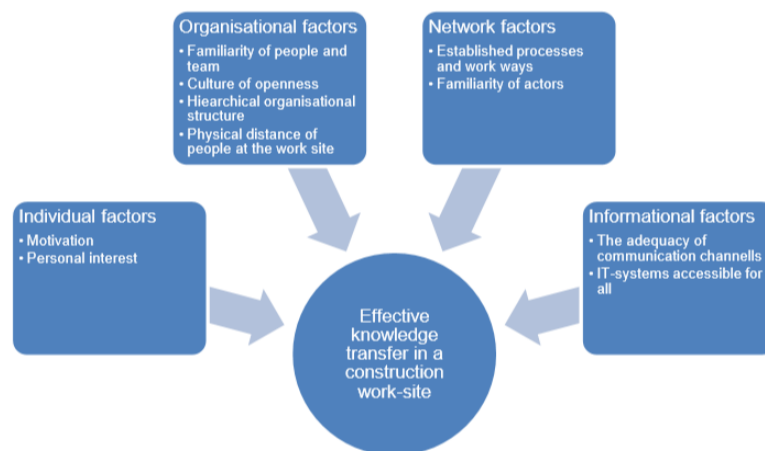 Organisational factors
• Familiarity of people and
team
• Culture of openness
• Hiearchical organisational
structure
• Physical distance of
people at the work site
Network factors
• Established processes
and work ways
• Familiarity of actors
Individual factors
• Motivation
• Personal interest
Informational factors
• The adequacy of
communication channels
• IT-systems accessible for
all
Effective
knowledge
transfer in a
construction
work-site